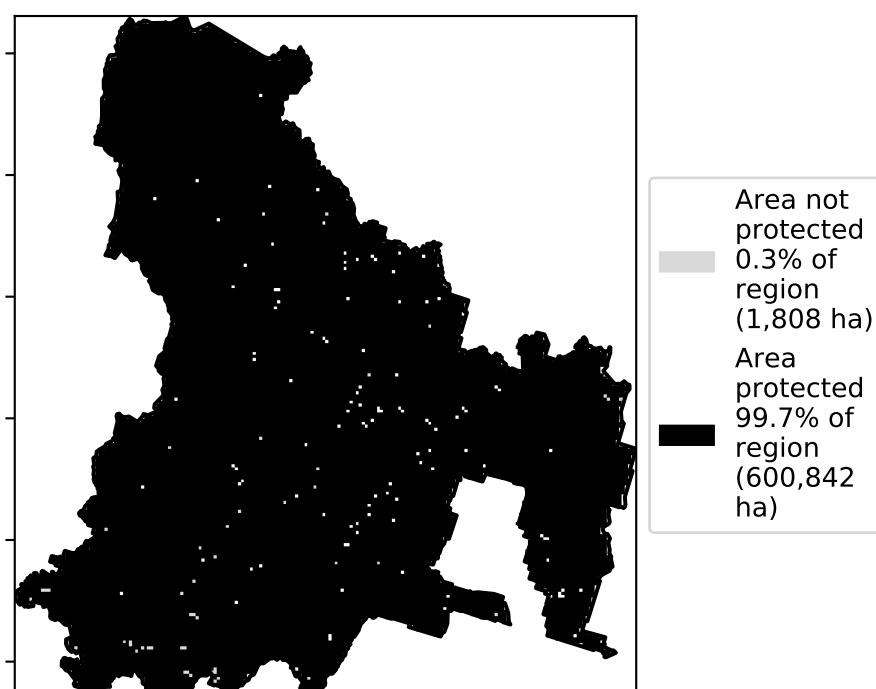 Area not
protected
0.3% of
region
(1,808 ha)
Area
protected
99.7% of
region
(600,842
ha)